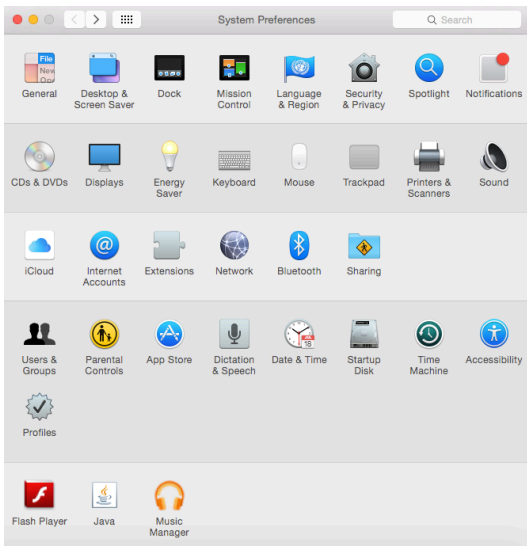 System Preferences
Search
File
New
General
Desktop &
Screen Saver
Dock
Mission
Control
Language
& Region
Security
& Privacy
Spotlight
Notifications
CDs & DVDs
Displays
Energy
Saver
Keyboard
Mouse
Trackpad
Printers &
Scanners
Sound
iCloud
@
Internet
Accounts
Extensions
Network
Bluetooth
Sharing
Users &
Groups
Parental
Controls
App Store
Dictation
& Speech
18
Date & Time
Startup
Disk
Time
Machine
Accessibility
Profiles
Flash Player
Java
Music
Manager